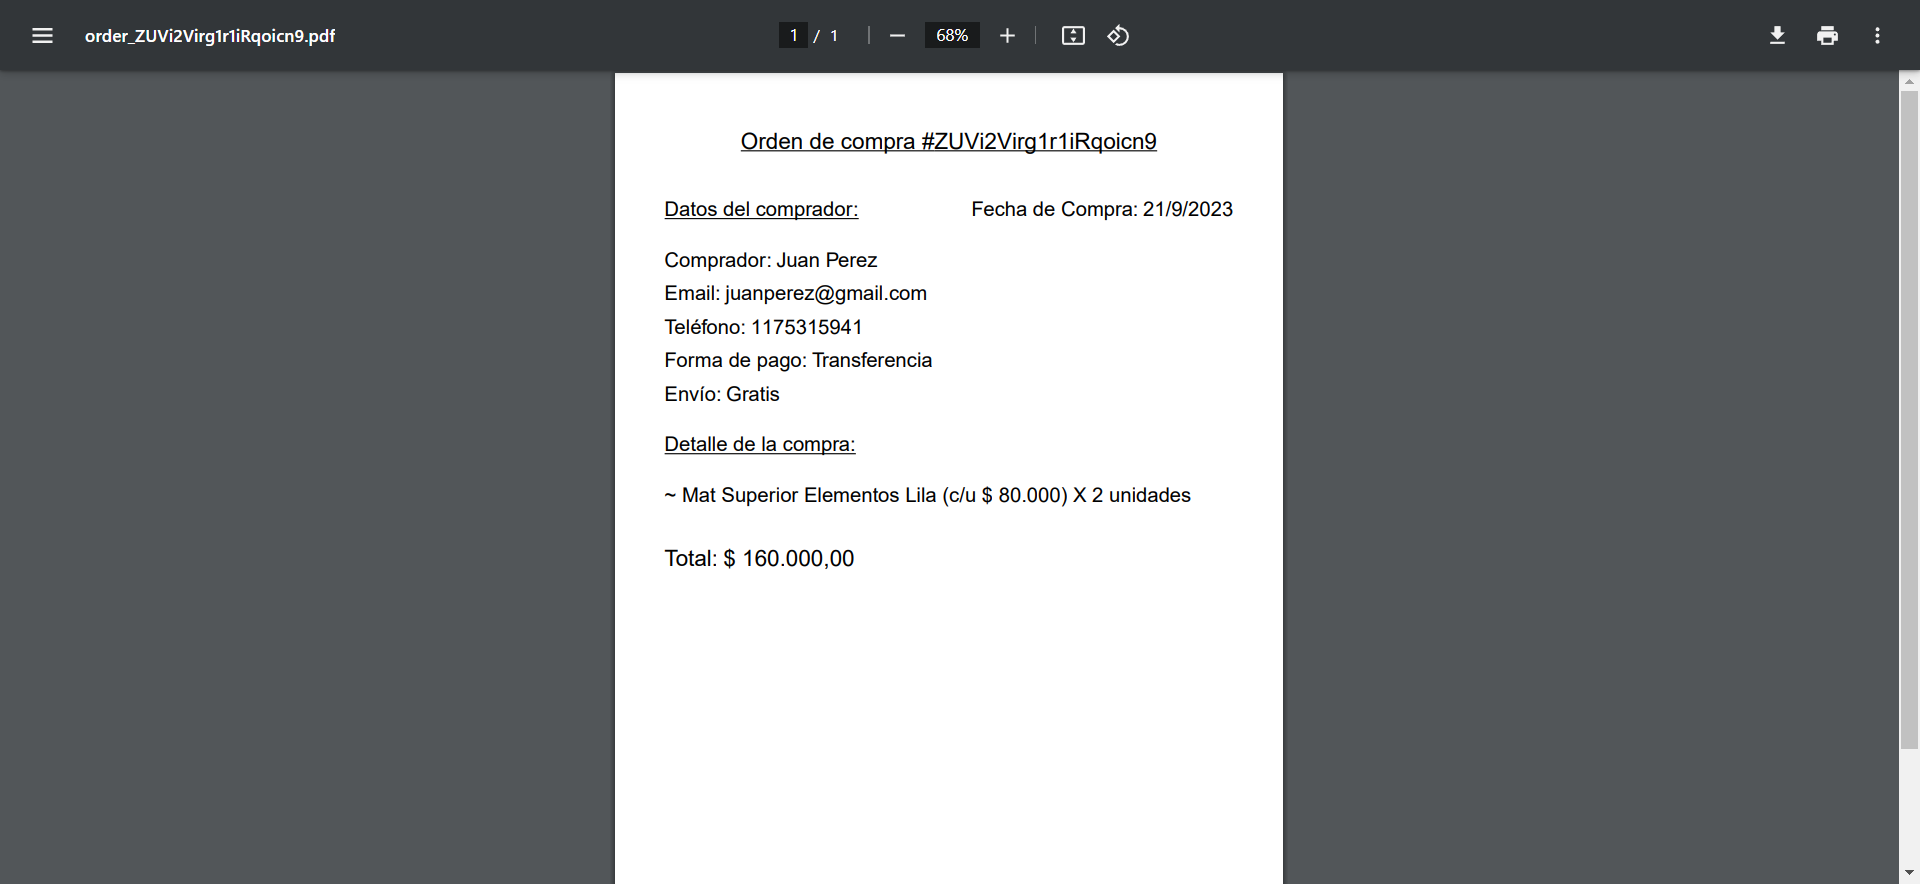 order_ZUVi2Virg1r1iRqoicn9.pdf
1 / 1
68%
Orden de compra #ZUVi2Virg1r1iRqoicn9
Datos del comprador: Fecha de Compra: 21/9/2023
Comprador: Juan Perez
Email: juanperez@gmail.com
Teléfono: 1175315941
Forma de pago: Transferencia
Envío: Gratis
Detalle de la compra:
~ Mat Superior Elementos Lila (c/u $ 80.000) X 2 unidades
Total: $ 160.000,00